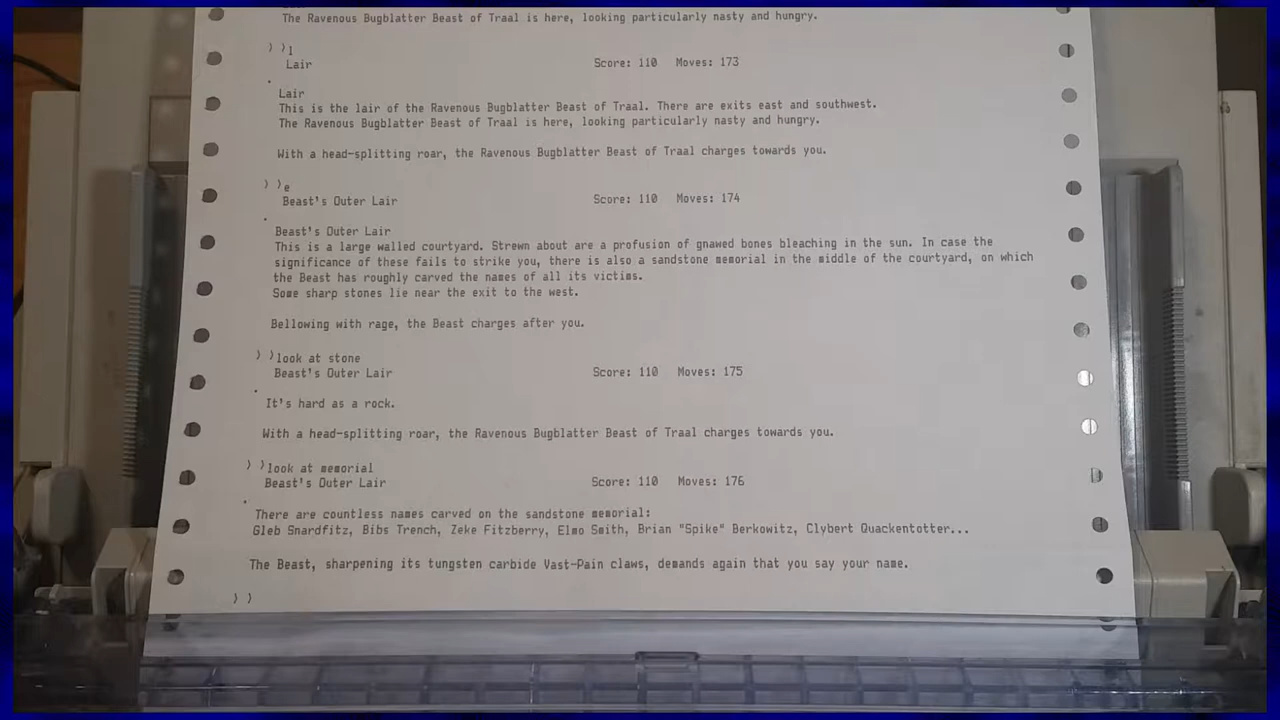 The Ravenous Bugblatter Beast of Traal is here, looking particularly nasty and hungry.
))l
Lair Score: 110 Moves: 173
.
Lair
This is the lair of the Ravenous Bugblatter Beast of Traal. There are exits east and southwest.
The Ravenous Bugblatter Beast of Traal is here, looking particularly nasty and hungry.
With a head-splitting roar, the Ravenous Bugblatter Beast of Traal charges towards you.
))e
Beast's Outer Lair Score: 110 Moves: 174
.
Beast's Outer Lair
This is a large walled courtyard. Strewn about are a profusion of gnawed bones bleaching in the sun. In case the
significance of these fails to strike you, there is also a sandstone memorial in the middle of the courtyard, on which
the Beast has roughly carved the names of all its victims.
Some sharp stones lie near the exit to the west.
Bellowing with rage, the Beast charges after you.
))look at stone
Beast's Outer Lair Score: 110 Moves: 175
.
It's hard as a rock.
With a head-splitting roar, the Ravenous Bugblatter Beast of Traal charges towards you.
))look at memorial
Beast's Outer Lair Score: 110 Moves: 176
.
There are countless names carved on the sandstone memorial:
Gleb Snardfitz, Bibs Trench, Zeke Fitzberry, Elmo Smith, Brian "Spike" Berkowitz, Clybert Quackentotter...
The Beast, sharpening its tungsten carbide Vast-Pain claws, demands again that you say your name.
))